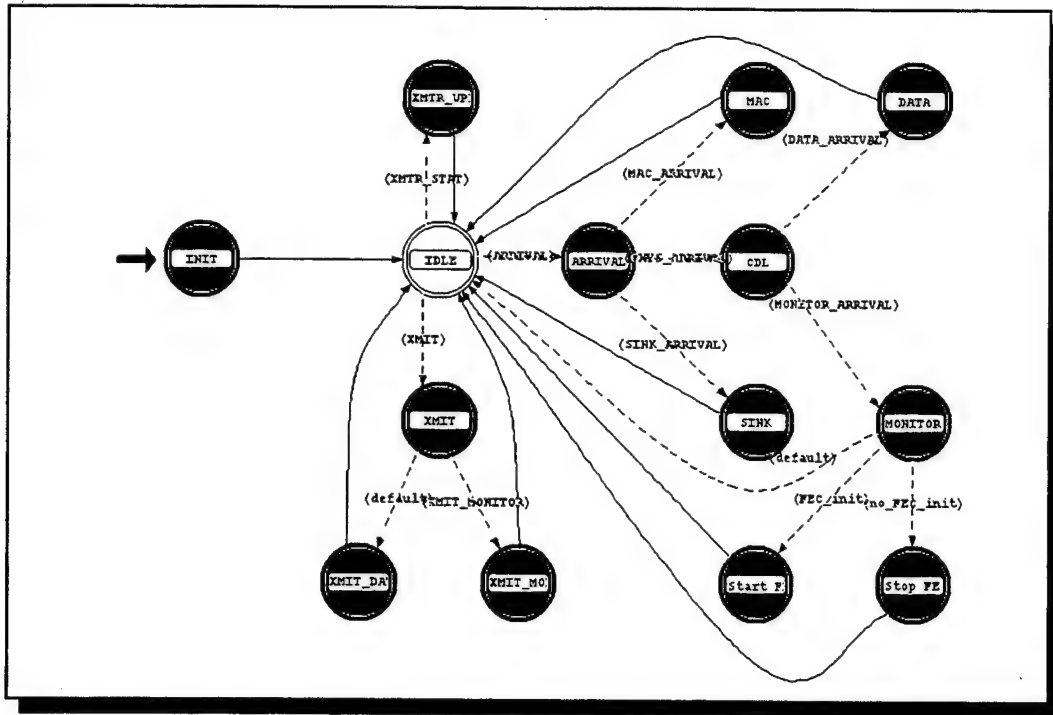 XMTR_UP
MAC
DATA
(DATA_ARRIVAL)
(XMTR_STAT)
(MAC_ARRIVAL)
INIT
IDLE
(ARRIVAL)
ARRIVAL
CDL
(MONITOR_ARRIVAL)
(XMIT)
(SINK_ARRIVAL)
XMIT
SINK
MONITOR
(default)
(default)
(XMIT_MONITOR)
(FEC_init)
(no_FEC_init)
XMIT_DA
XMIT_MO
Start F
Stop FE